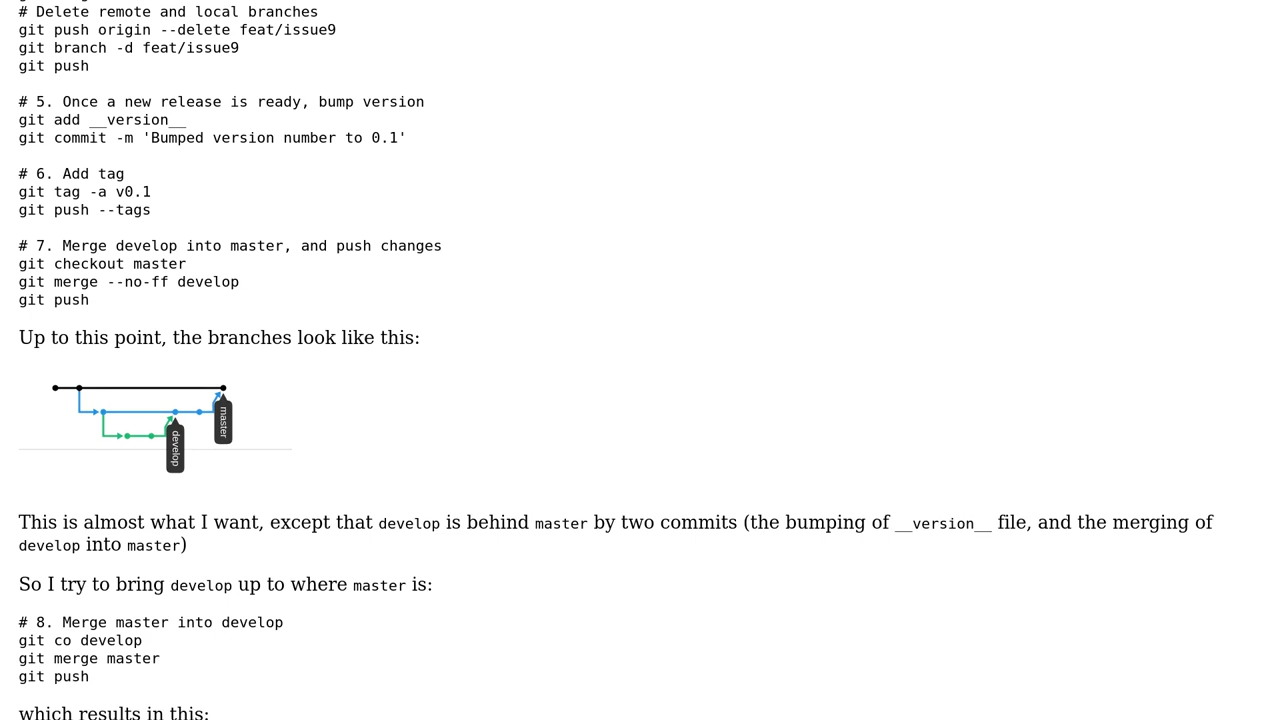 # Delete remote and local branches
git push origin --delete feat/issue9
git branch -d feat/issue9
git push
# 5. Once a new release is ready, bump version
git add __version__
git commit -m 'Bumped version number to 0.1'
# 6. Add tag
git tag -a v0.1
git push --tags
# 7. Merge develop into master, and push changes
git checkout master
git merge --no-ff develop
git push
Up to this point, the branches look like this:
master
develop
This is almost what I want, except that develop is behind master by two commits (the bumping of __version__ file, and the merging of
develop into master)
So I try to bring develop up to where master is:
# 8. Merge master into develop
git co develop
git merge master
git push
which results in this: